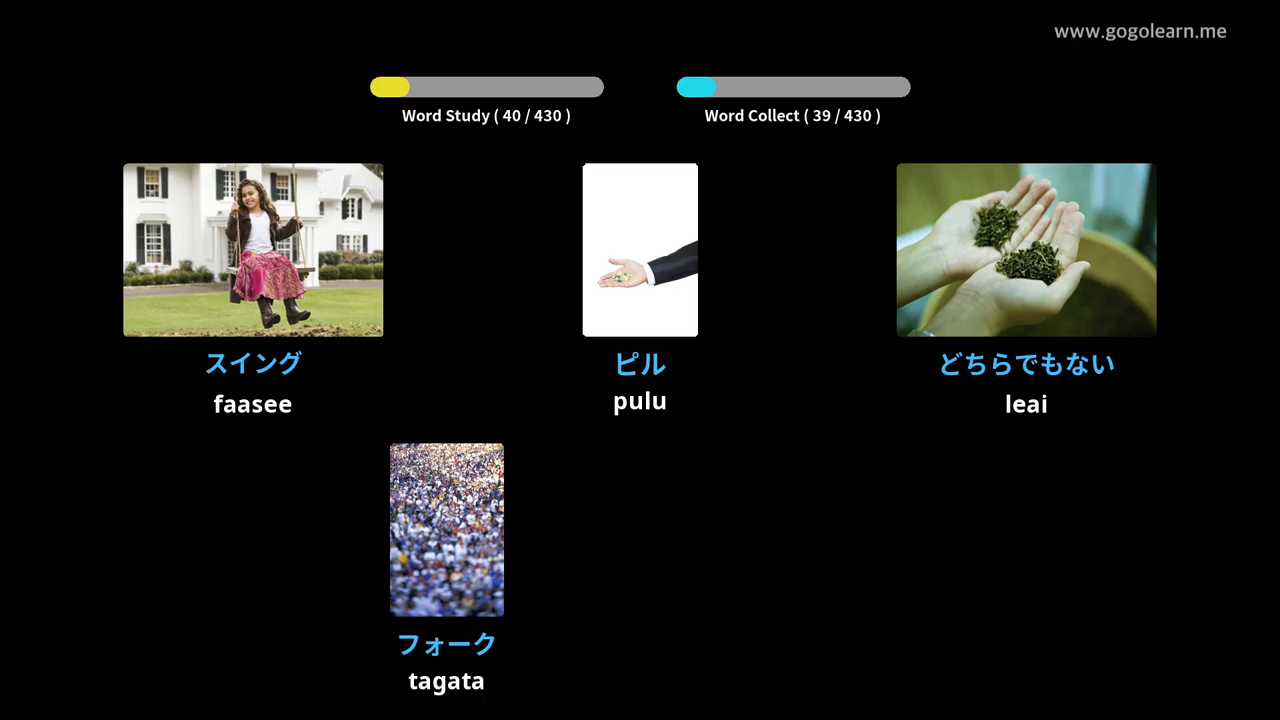 www.gogolearn.me
Word Study ( 40 / 430 )
Word Collect ( 39 / 430 )
スイング
faasee
ピル
pulu
どちらでもない
leai
フォーク
tagata